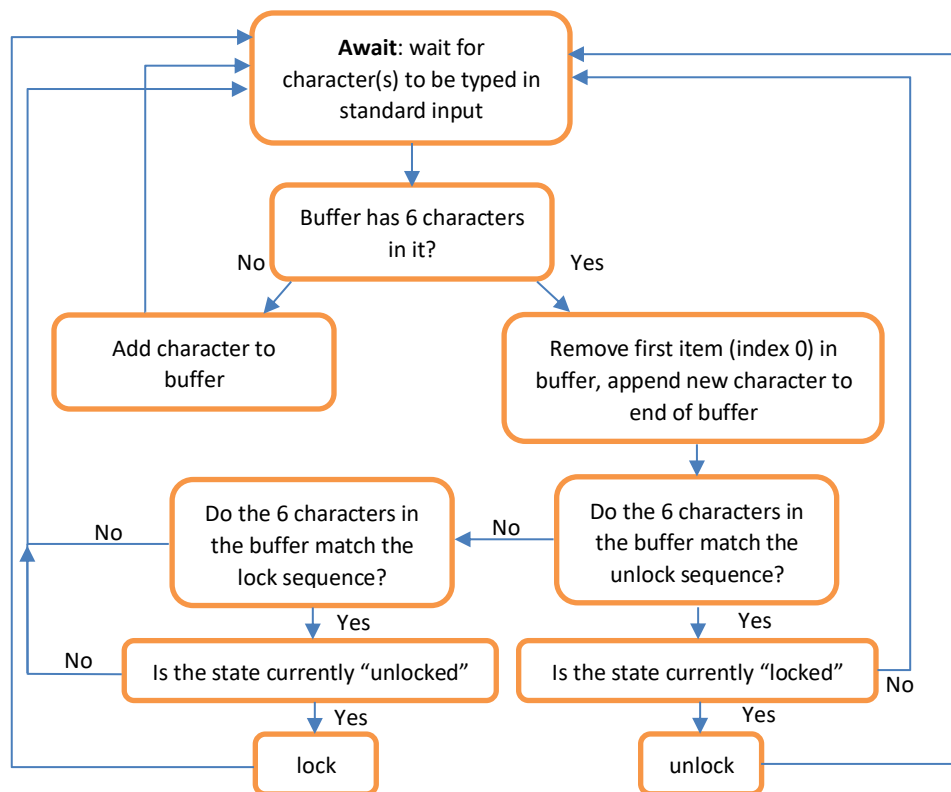 Await: wait for
character(s) to be typed in
standard input
Buffer has 6 characters
in it?
No
Yes
Add character to
buffer
Remove first item (index 0) in
buffer, append new character to
end of buffer
Do the 6 characters in
the buffer match the
lock sequence?
No
No
Do the 6 characters in
the buffer match the
unlock sequence?
Yes
Yes
No
Is the state currently “unlocked”
Is the state currently “locked”
No
Yes
Yes
lock
unlock